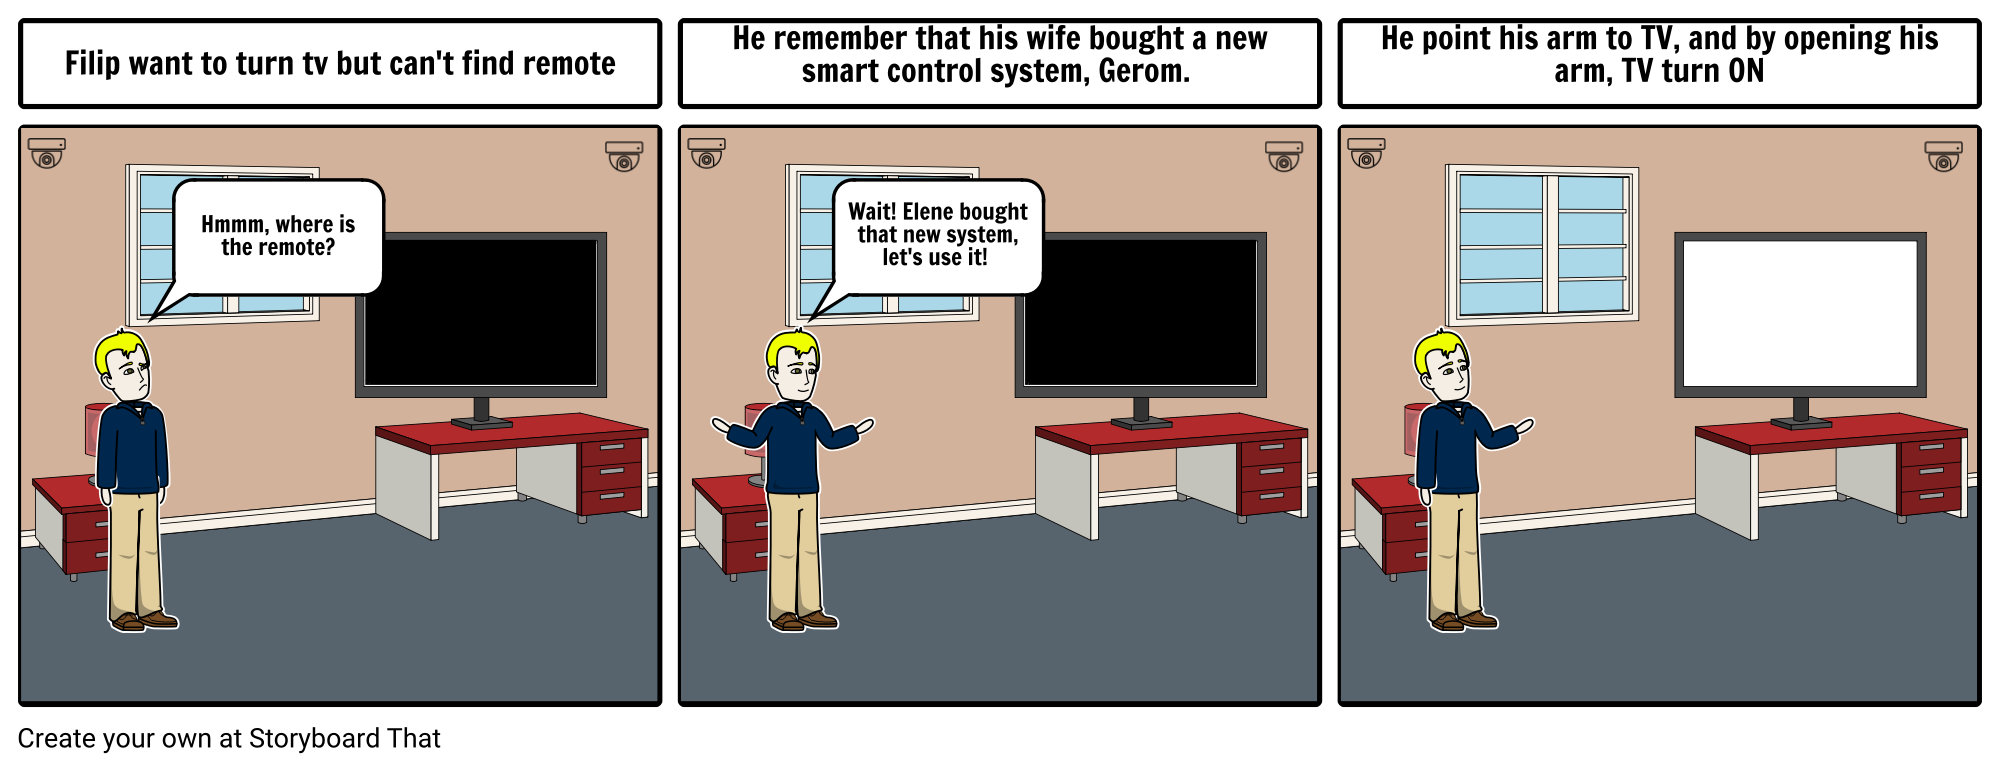 Filip want to turn tv but can't find remote
He remember that his wife bought a new
smart control system, Gerom.
He point his arm to TV, and by opening his
arm, TV turn ON
Hmmm, where is
the remote?
Wait! Elene bought
that new system,
let's use it!
Create your own at Storyboard That